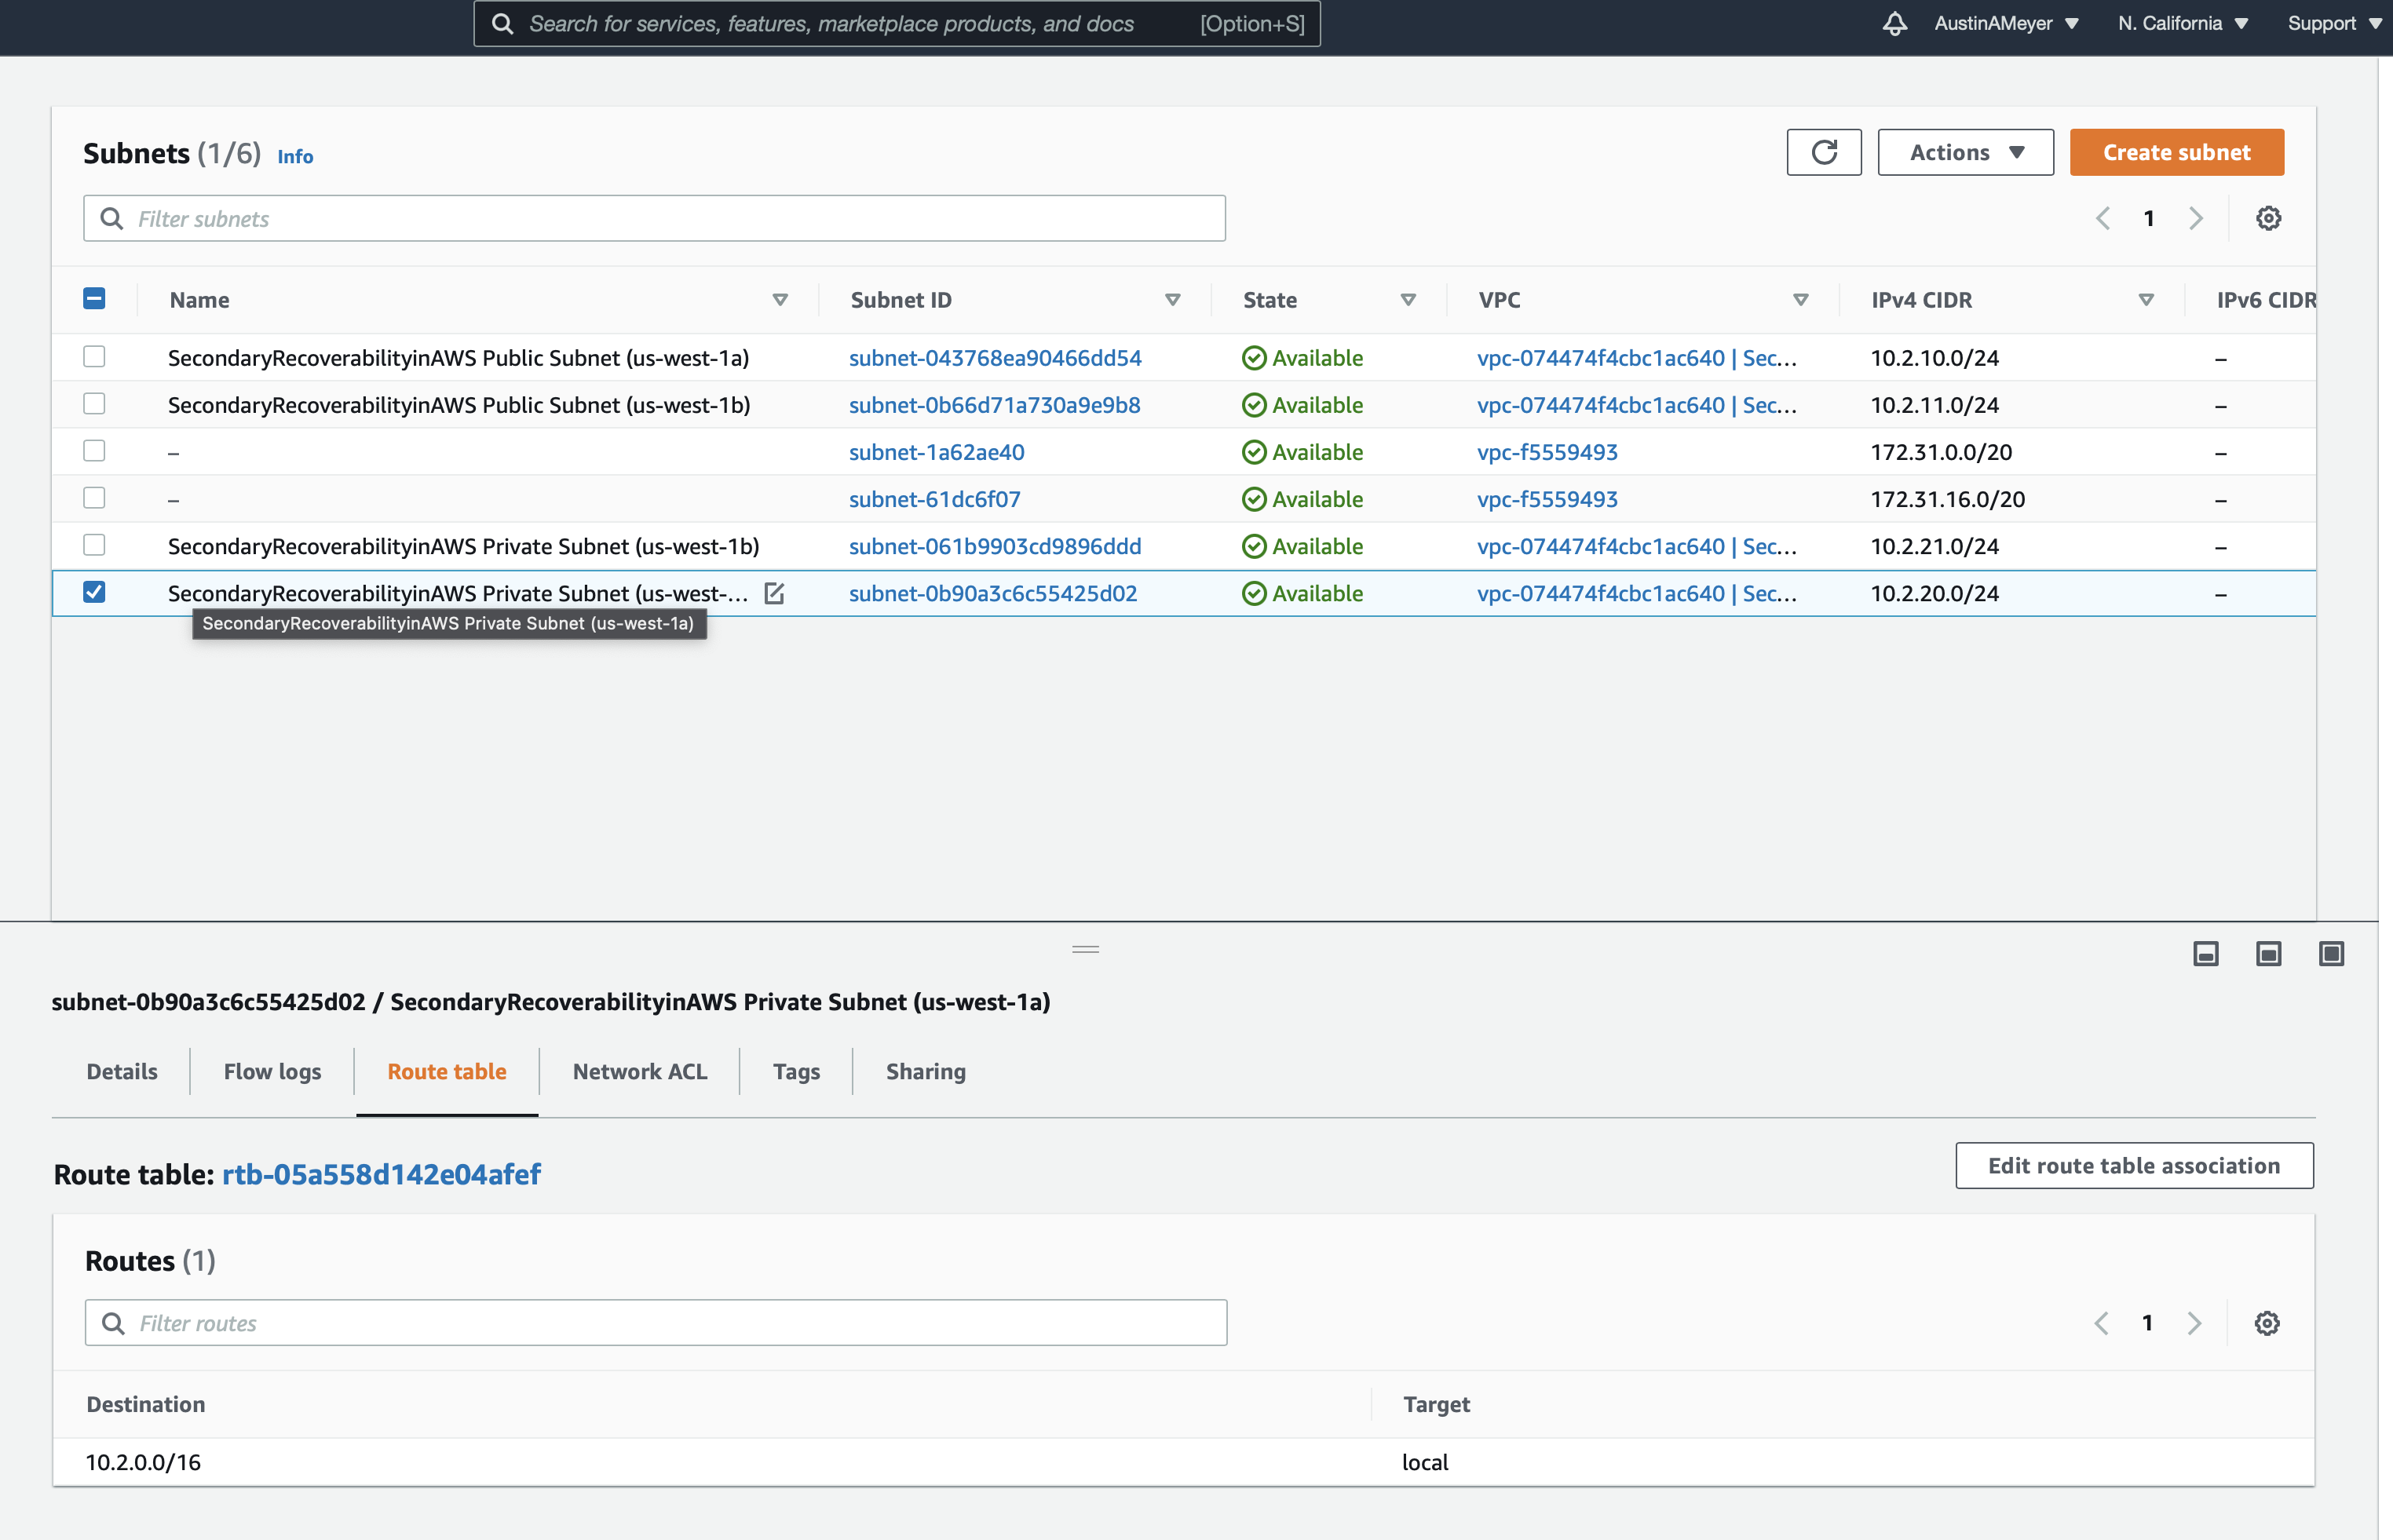 Search for services, features, marketplace products, and docs [Option+S] AustinAMeyer N. California Support
Subnets (1/6) Info Actions Create subnet
Filter subnets 1
Name Subnet ID State VPC IPv4 CIDR IPv6 CIDR
SecondaryRecoverabilityinAWS Public Subnet (us-west-1a) subnet-043768ea90466dd54 Available vpc-074474f4cbc1ac640 | Sec... 10.2.10.0/24 –
SecondaryRecoverabilityinAWS Public Subnet (us-west-1b) subnet-0b66d71a730a9e9b8 Available vpc-074474f4cbc1ac640 | Sec... 10.2.11.0/24 –
– subnet-1a62ae40 Available vpc-f5559493 172.31.0.0/20 –
– subnet-61dc6f07 Available vpc-f5559493 172.31.16.0/20 –
SecondaryRecoverabilityinAWS Private Subnet (us-west-1b) subnet-061b9903cd9896ddd Available vpc-074474f4cbc1ac640 | Sec... 10.2.21.0/24 –
SecondaryRecoverabilityinAWS Private Subnet (us-west-... subnet-0b90a3c6c55425d02 Available vpc-074474f4cbc1ac640 | Sec... 10.2.20.0/24 –
SecondaryRecoverabilityinAWS Private Subnet (us-west-1a)
subnet-0b90a3c6c55425d02 / SecondaryRecoverabilityinAWS Private Subnet (us-west-1a)
Details Flow logs Route table Network ACL Tags Sharing
Route table: rtb-05a558d142e04afef Edit route table association
Routes (1)
Filter routes 1
Destination Target
10.2.0.0/16 local